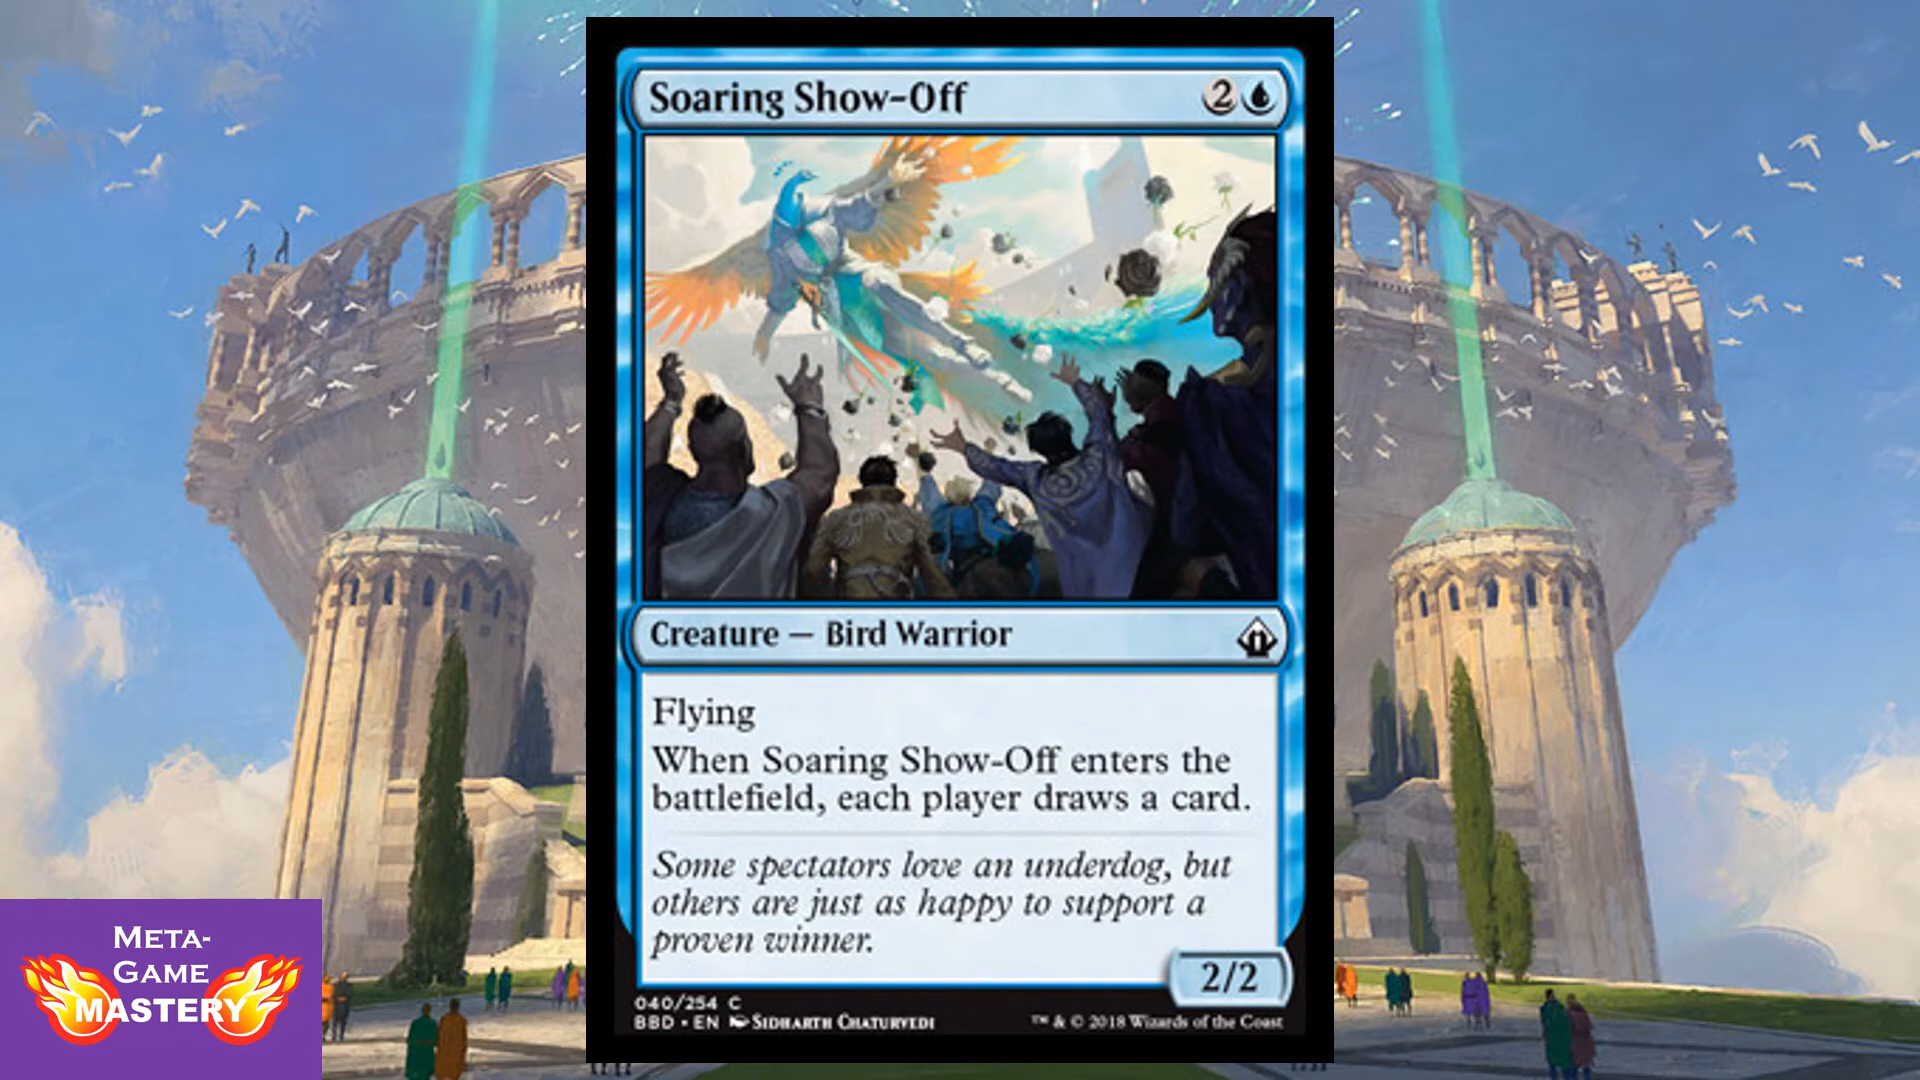 Soaring Show-Off
2
Creature — Bird Warrior
Flying
When Soaring Show-Off enters the
battlefield, each player draws a card.
Some spectators love an underdog, but
others are just as happy to support a
proven winner.
2/2
040/254 C
BBD • EN Sidharth Chaturvedi
™ & © 2018 Wizards of the Coast
META-
GAME
MASTERY